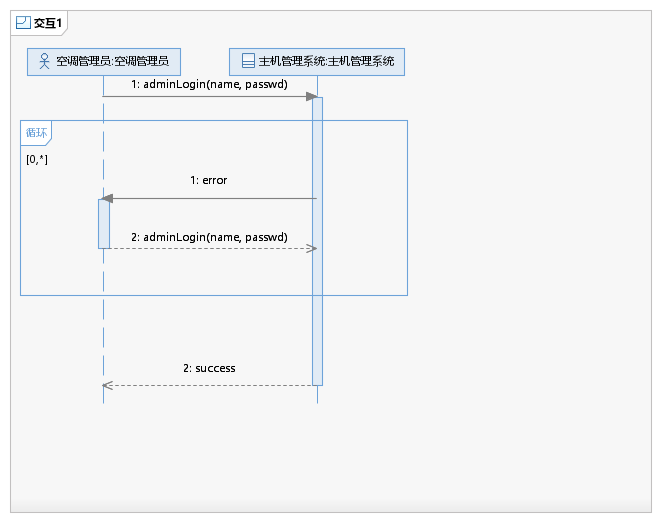 交互1
空调管理员:空调管理员
主机管理系统:主机管理系统
1: adminLogin(name, passwd)
循环
[0,*]
1: error
2: adminLogin(name, passwd)
2: success